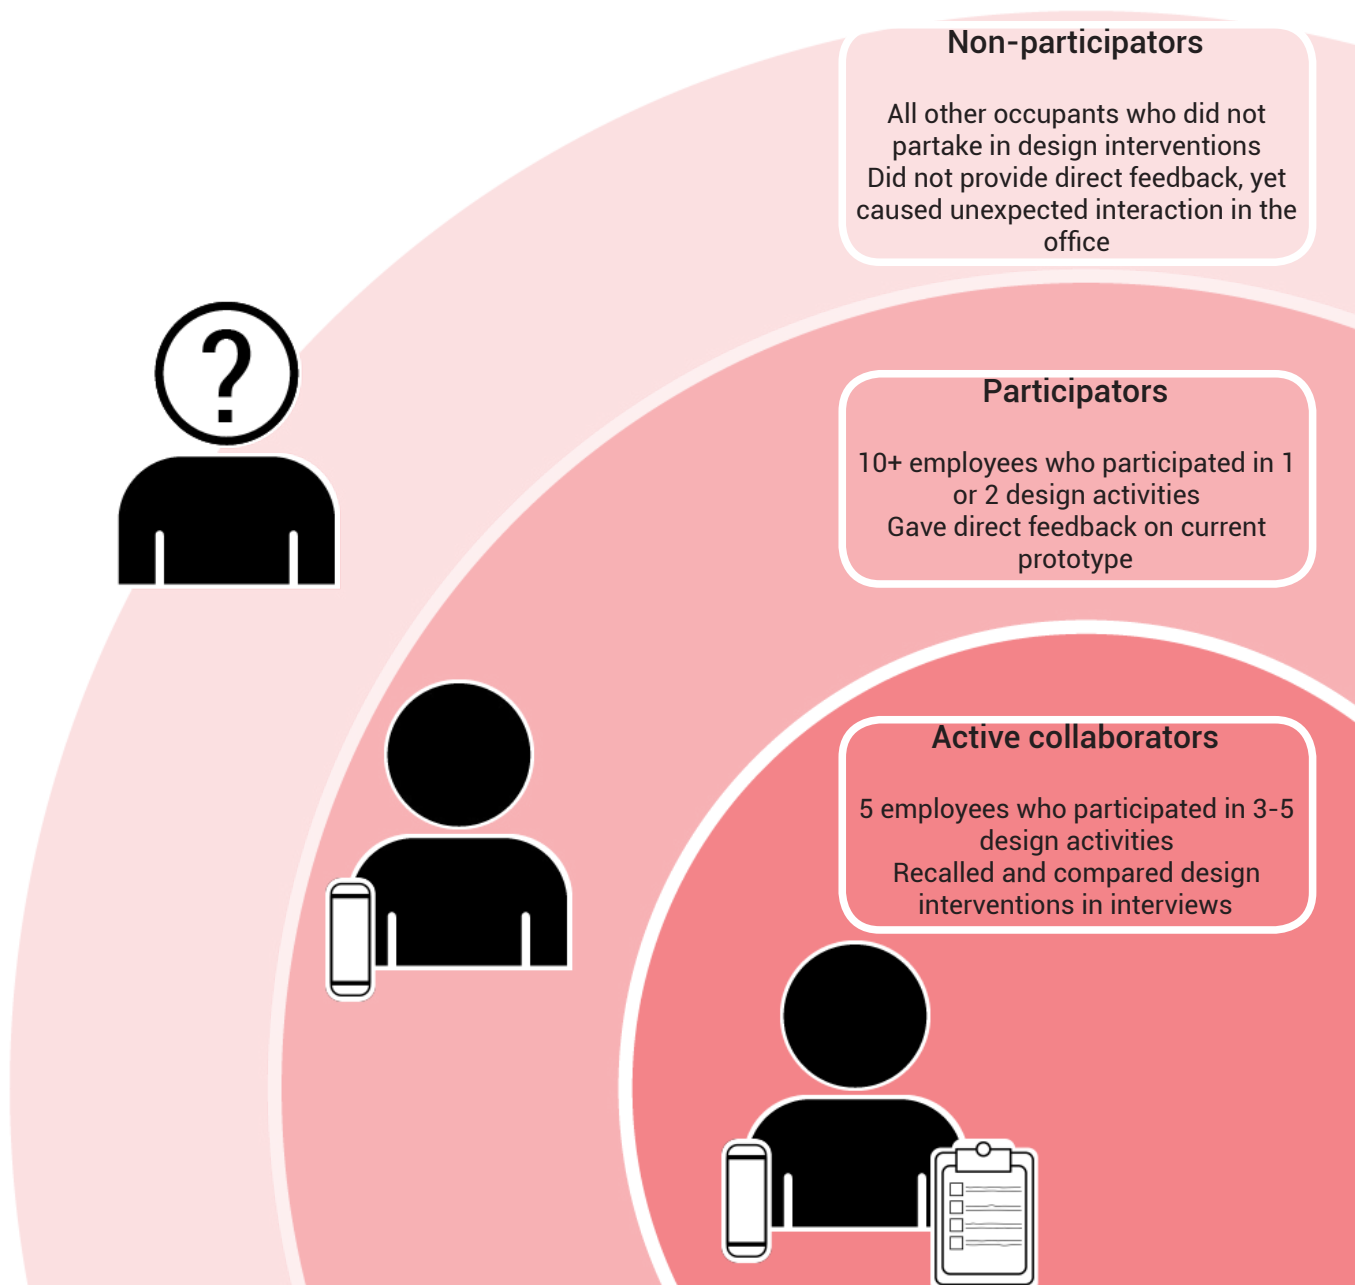 Non-participators
All other occupants who did not
partake in design interventions
Did not provide direct feedback, yet
caused unexpected interaction in the
office
?
Participators
10+ employees who participated in 1
or 2 design activities
Gave direct feedback on current
prototype
Active collaborators
5 employees who participated in 3-5
design activities
Recalled and compared design
interventions in interviews